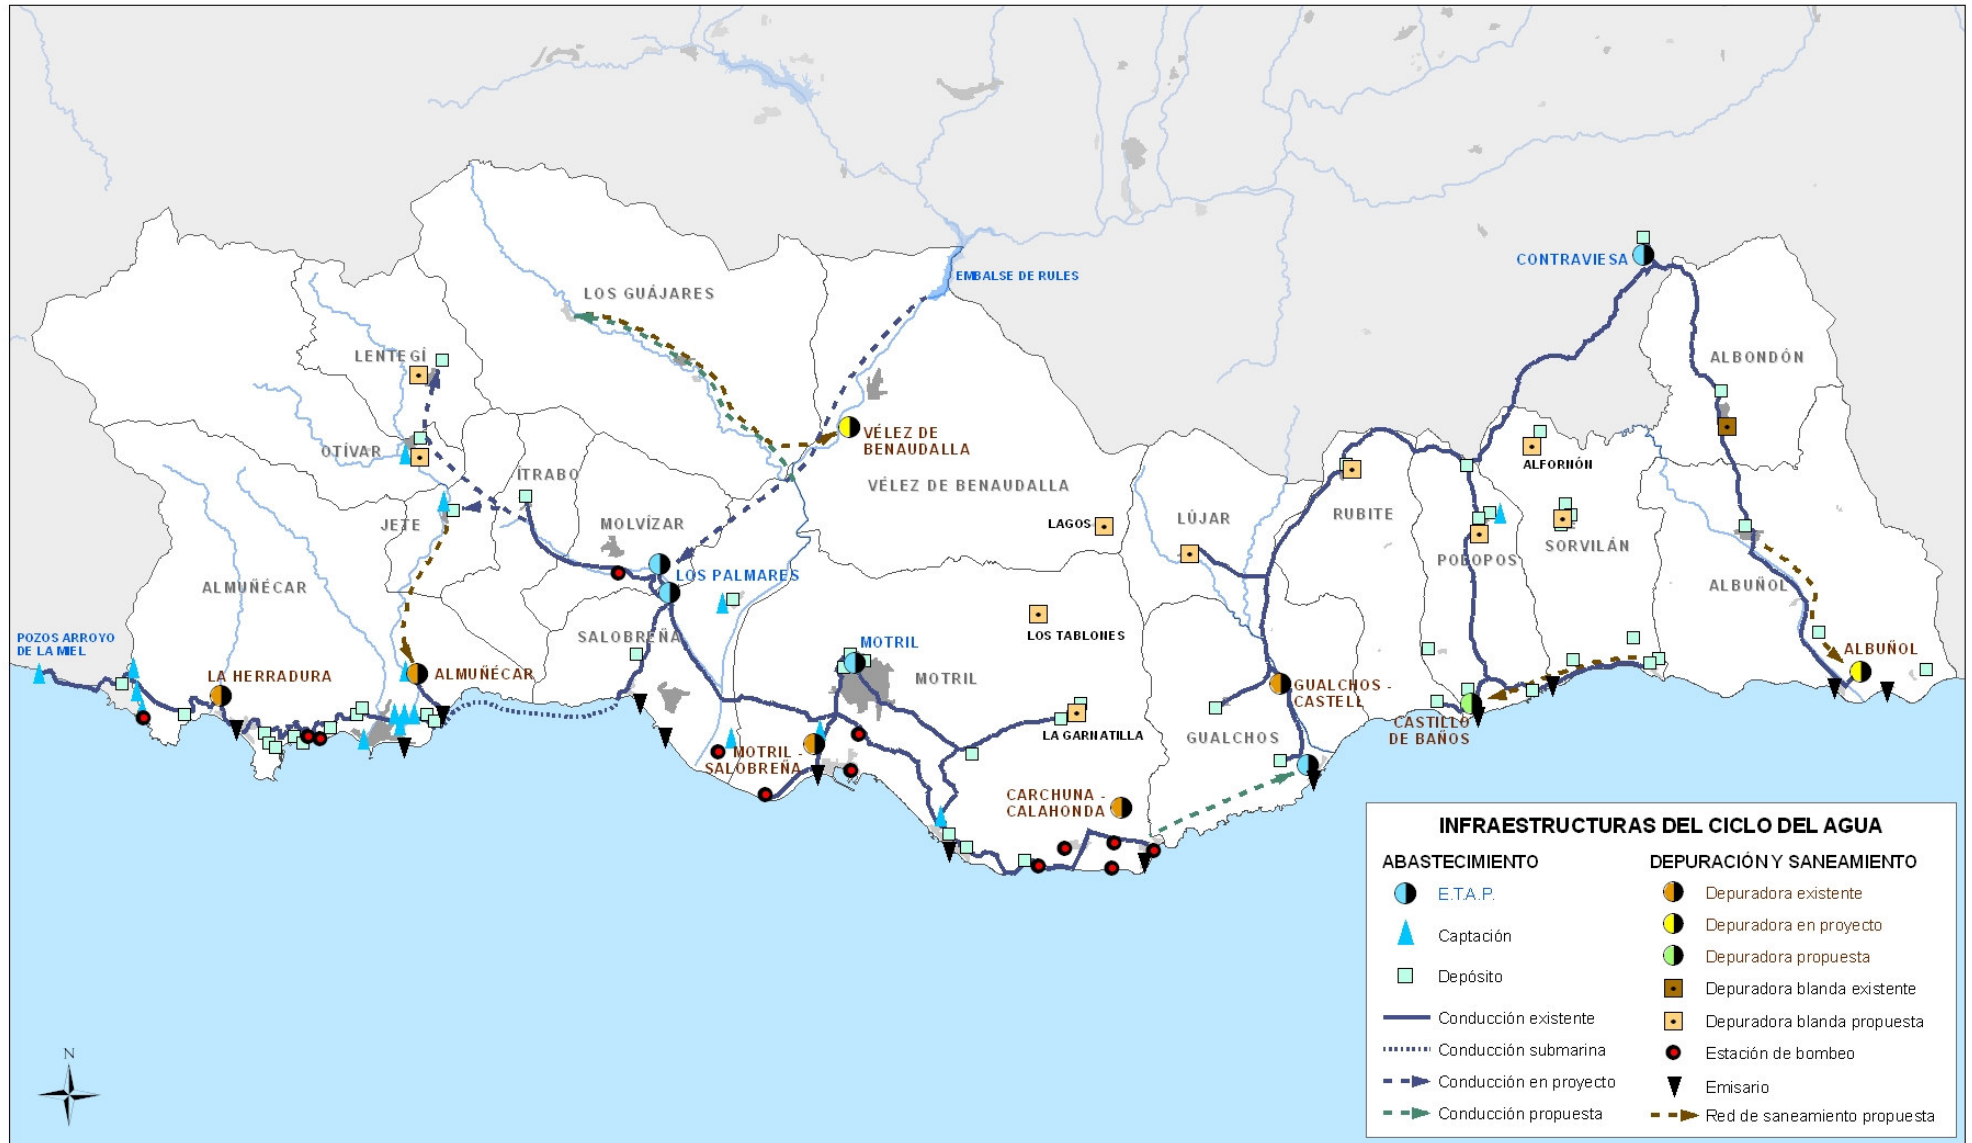 CONTRAVIESA
EMBALSE DE RULES
LOS GUÁJARES
LENTEGÍ
ALBONDÓN
VÉLEZ DE
BENAUDALLA
OTÍVAR
ÍTRABO
ALFORNÓN
VÉLEZ DE BENAUDALLA
JETE
MOLVÍZAR
LAGOS
LÚJAR
RUBITE
POLOPOS
SORVILÁN
LOS PALMARES
ALMUÑÉCAR
ALBUÑOL
POZOS ARROYO
DE LA MIEL
SALOBREÑA
LOS TABLONES
MOTRIL
ALBUÑOL
LA HERRADURA
ALMUÑÉCAR
MOTRIL
GUALCHOS -
CASTELL
CASTILLO
DE BAÑOS
GUALCHOS
LA GARNATILLA
MOTRIL -
SALOBREÑA
CARCHUNA -
CALAHONDA
INFRAESTRUCTURAS DEL CICLO DEL AGUA
ABASTECIMIENTO
E.T.A.P.
Captación
Depósito
Conducción existente
Conducción submarina
Conducción en proyecto
Conducción propuesta
DEPURACIÓN Y SANEAMIENTO
Depuradora existente
Depuradora en proyecto
Depuradora propuesta
Depuradora blanda existente
Depuradora blanda propuesta
Estación de bombeo
Emisario
Red de saneamiento propuesta
N